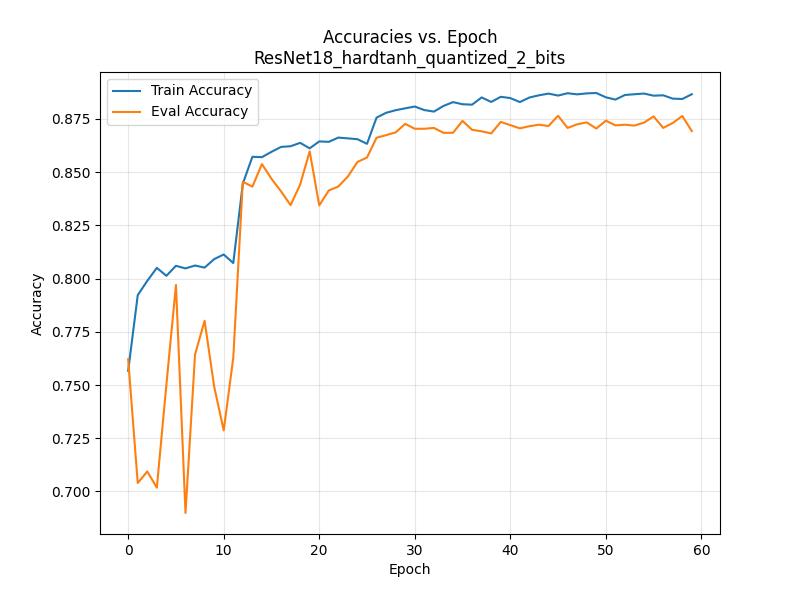 Accuracies vs. Epoch
ResNet18_hardtanh_quantized_2_bits
Train Accuracy
Eval Accuracy
0.875
0.850
0.825
0.800
0.775
0.750
0.725
0.700
Accuracy
0 10 20 30 40 50 60
Epoch